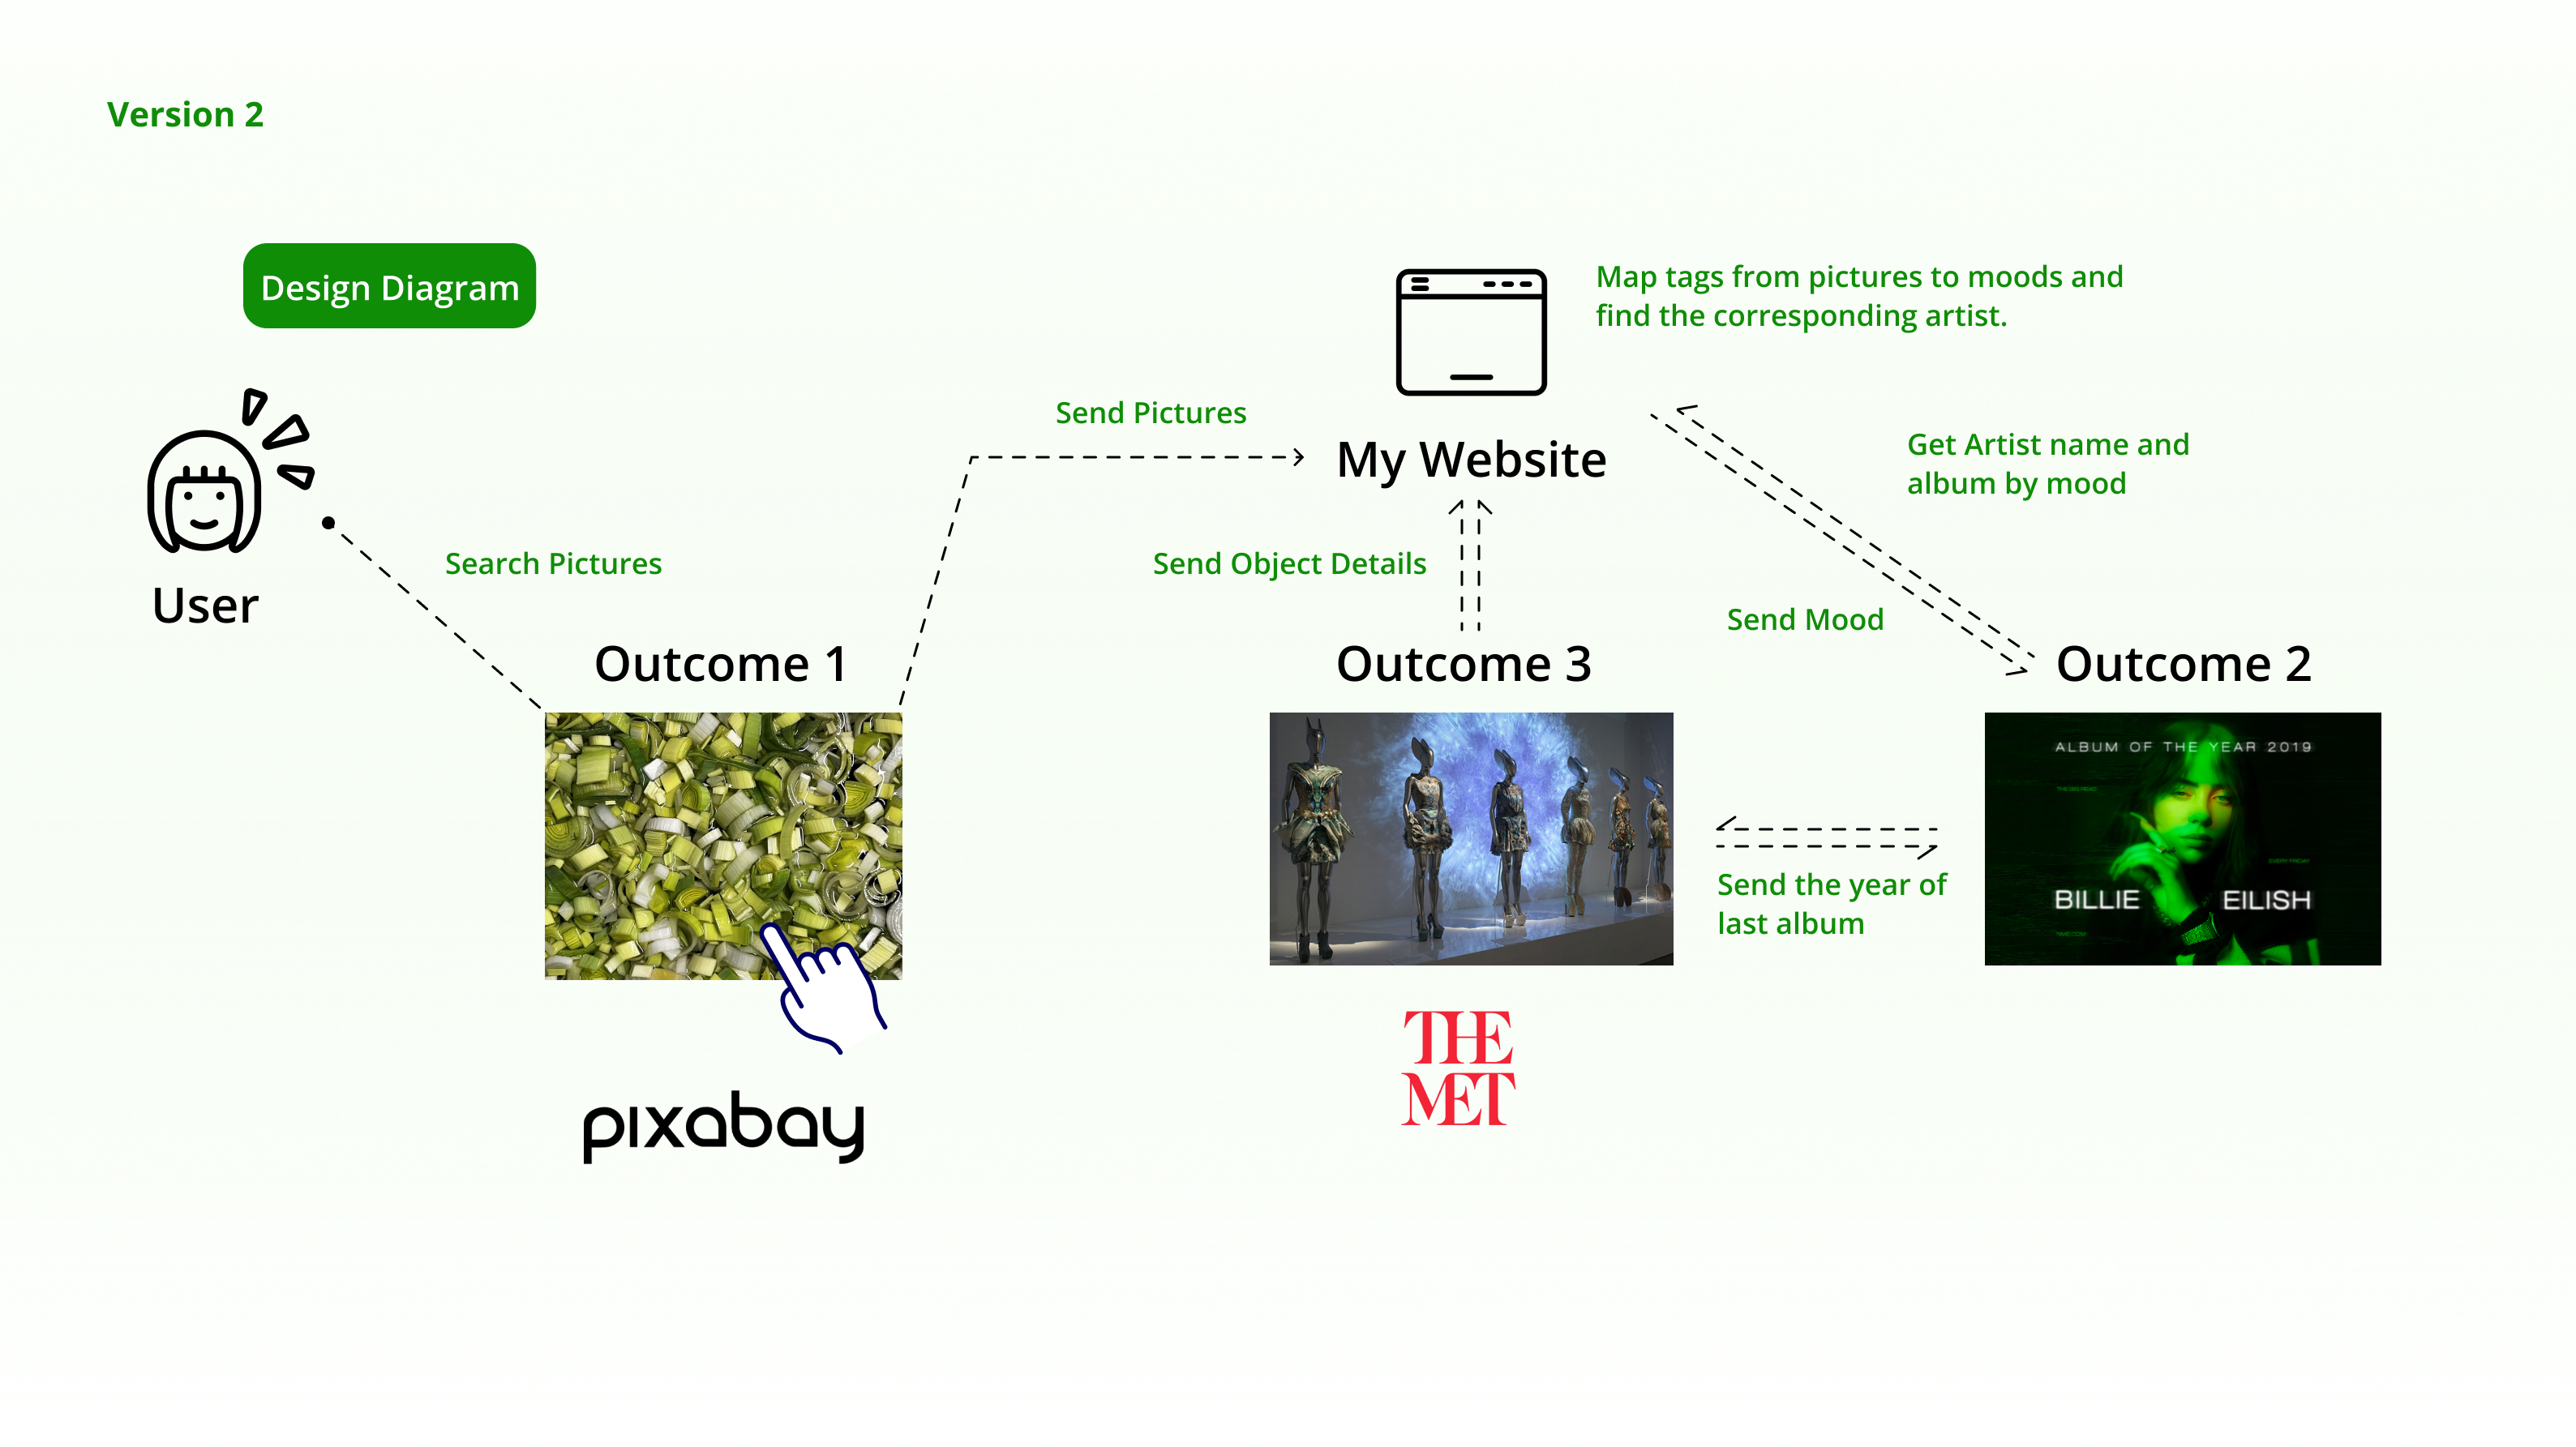 Version 2
Design Diagram
Map tags from pictures to moods and
find the corresponding artist.
Send Pictures
My Website
Get Artist name and
album by mood
Search Pictures
Send Object Details
User
Send Mood
Outcome 1
Outcome 3
Outcome 2
ALBUM OF THE YEAR 2019
EVERY FRIDAY
BILLIE EILISH
Send the year of
last album
THE
MET
pixabay